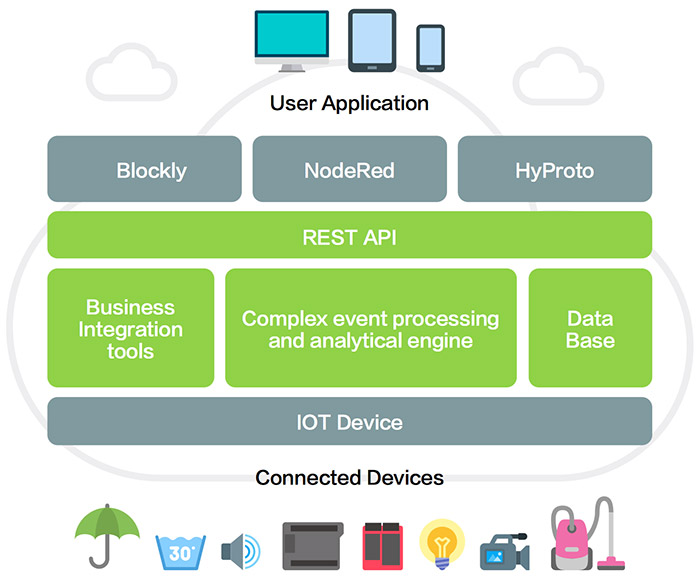 User Application
Blockly
NodeRed
HyProto
REST API
Business
Integration
tools
Complex event processing
and analytical engine
Data
Base
IOT Device
Connected Devices
30°